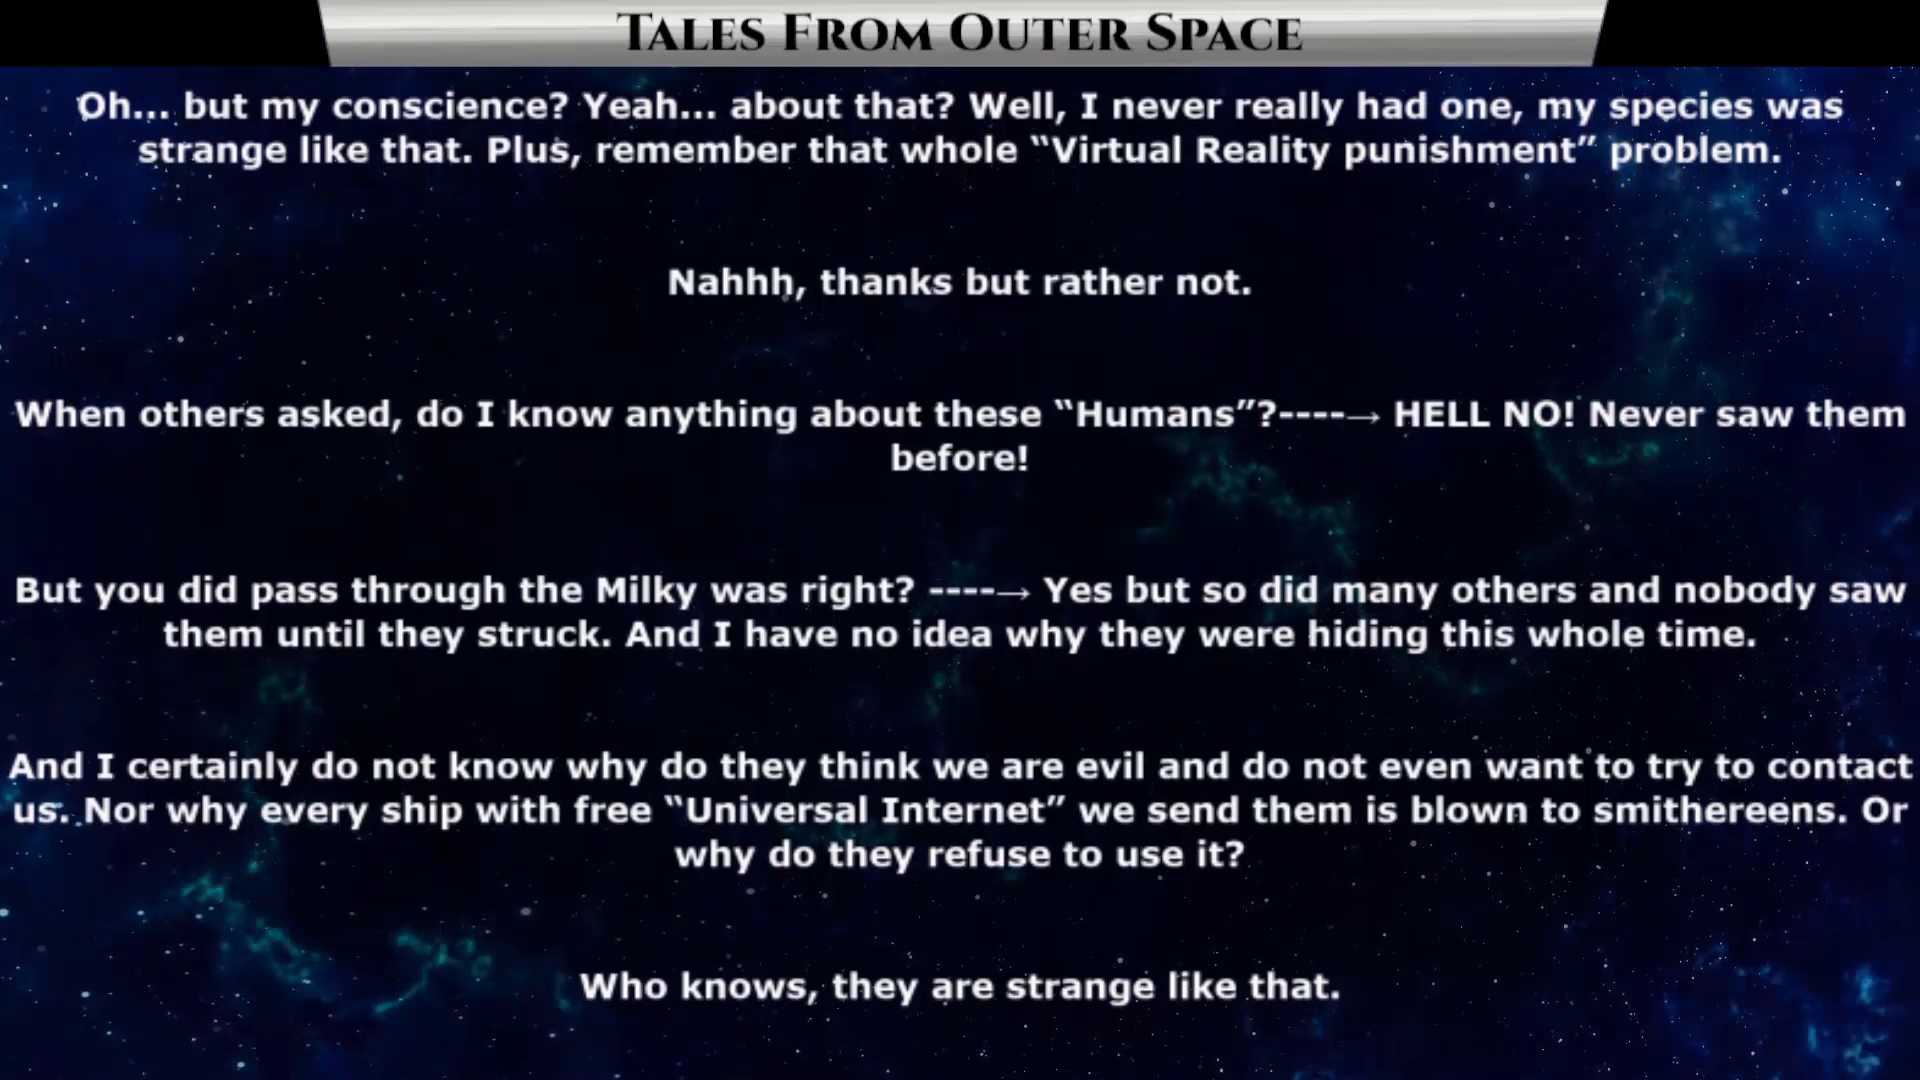 Tales From Outer Space
Oh... but my conscience? Yeah... about that? Well, I never really had one, my species was
strange like that. Plus, remember that whole “Virtual Reality punishment” problem.
Nahhh, thanks but rather not.
When others asked, do I know anything about these “Humans”?----→ HELL NO! Never saw them
before!
But you did pass through the Milky was right? ----→ Yes but so did many others and nobody saw
them until they struck. And I have no idea why they were hiding this whole time.
And I certainly do not know why do they think we are evil and do not even want to try to contact
us. Nor why every ship with free “Universal Internet” we send them is blown to smithereens. Or
why do they refuse to use it?
Who knows, they are strange like that.